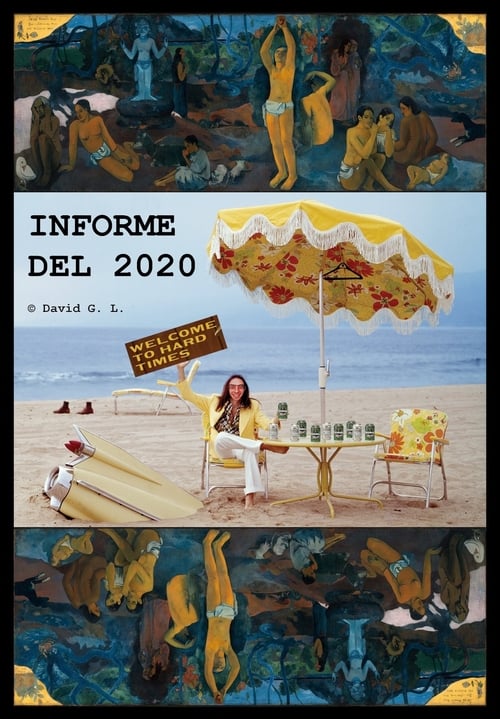 INFORME
DEL 2020
© David G. L.
WELCOME
TO HARD
TIMES